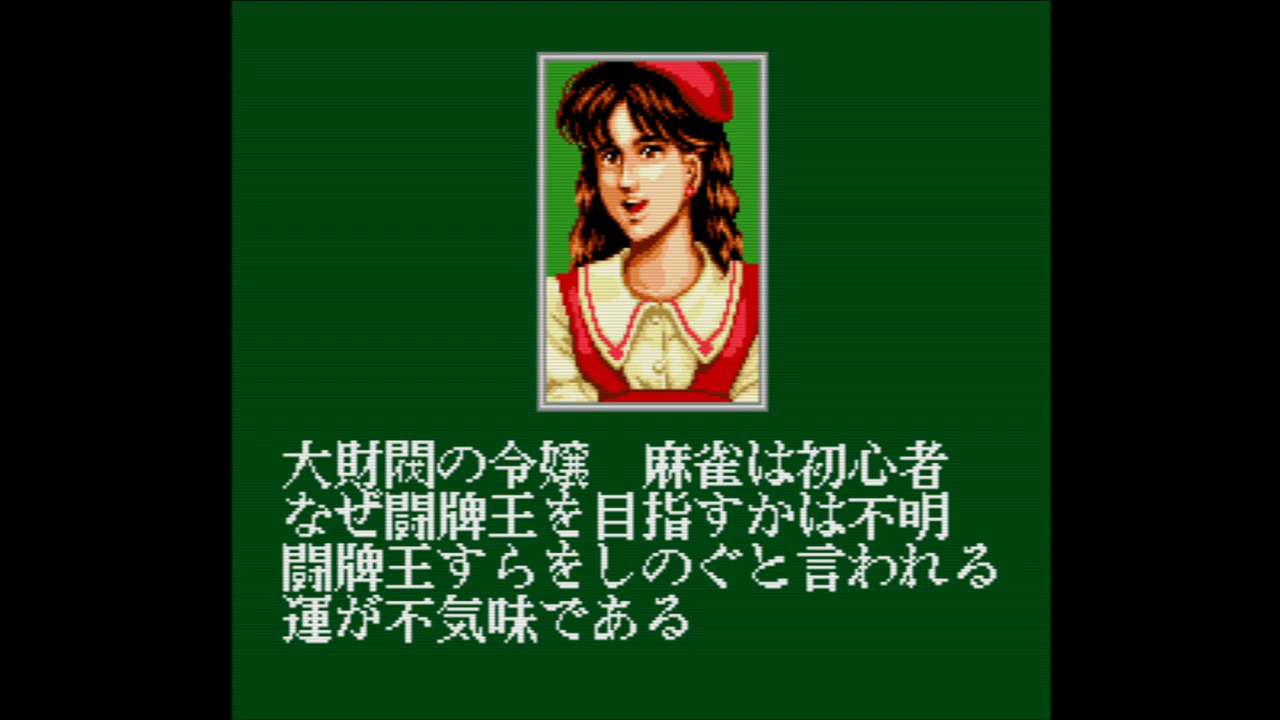 大財閥の令嬢　麻雀は初心者
なぜ闘牌王を目指すかは不明
闘牌王すらをしのぐと言われる
運が不気味である